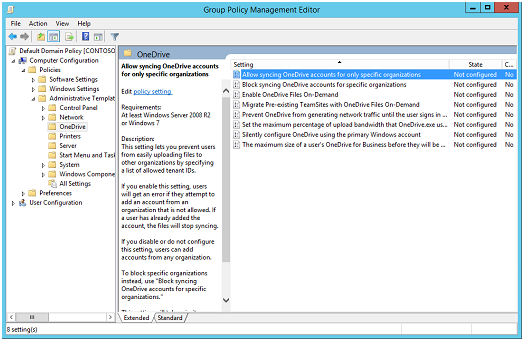 Group Policy Management Editor
File Action View Help
Default Domain Policy [CONTOSO
Computer Configuration
Policies
Software Settings
Windows Settings
Administrative Templat
Control Panel
Network
OneDrive
Printers
Server
Start Menu and Task
System
Windows Compone
All Settings
Preferences
User Configuration
OneDrive
Allow syncing OneDrive accounts
for only specific organizations
Edit policy setting.
Requirements:
At least Windows Server 2008 R2
or Windows 7
Description:
This setting lets you prevent users
from easily uploading files to
other organizations by specifying
a list of allowed tenant IDs.
If you enable this setting, users
will get an error if they attempt to
add an account from an
organization that is not allowed. If
a user has already added the
account, the files will stop syncing.
If you disable or do not configure
this setting, users can add
accounts from any organization.
To block specific organizations
instead, use "Block syncing
OneDrive accounts for specific
organizations."
Setting State C...
Allow syncing OneDrive accounts for only specific organizations Not configured No
Block syncing OneDrive accounts for specific organizations Not configured No
Enable OneDrive Files On-Demand Not configured No
Migrate Pre-existing TeamSites with OneDrive Files On-Demand Not configured No
Prevent OneDrive from generating network traffic until the user signs in ... Not configured No
Set the maximum percentage of upload bandwidth that OneDrive.exe us... Not configured No
Silently configure OneDrive using the primary Windows account Not configured No
The maximum size of a user's OneDrive for Business before they will be ... Not configured No
Extended Standard
8 setting(s)